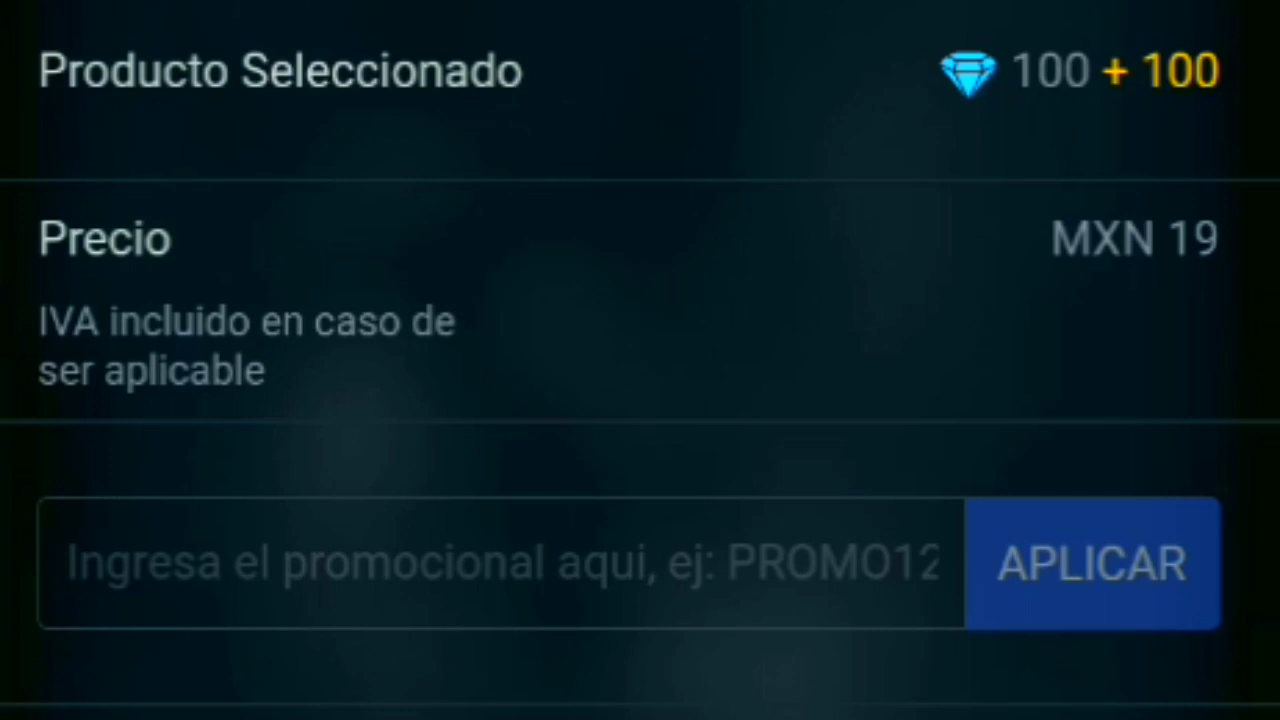 Producto Seleccionado 100 + 100
Precio MXN 19
IVA incluido en caso de
ser aplicable
Ingresa el promocional aqui, ej: PROMO12 APLICAR